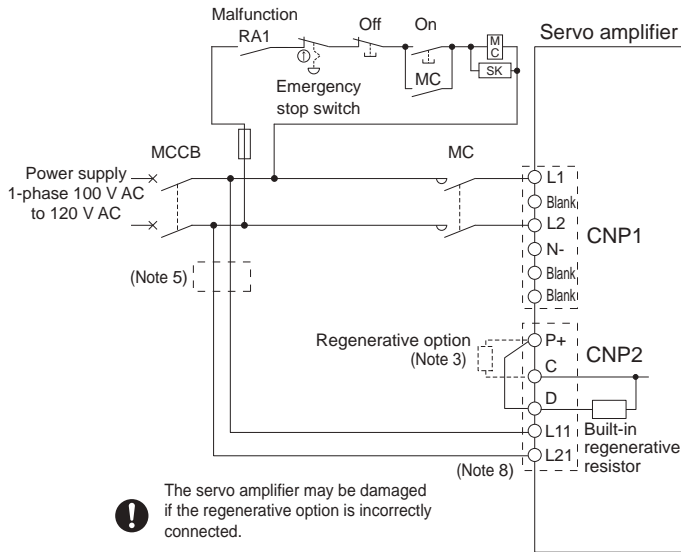 Malfunction
RA1
Off
On
MC
SK
MC
Emergency
stop switch
Servo amplifier
MCCB
MC
Power supply
1-phase 100 V AC
to 120 V AC
L1
Blank
L2
N-
Blank
Blank
CNP1
(Note 5)
Regenerative option
(Note 3)
P+
C
D
L11
L21
CNP2
Built-in
regenerative
resistor
(Note 8)
The servo amplifier may be damaged
if the regenerative option is incorrectly
connected.